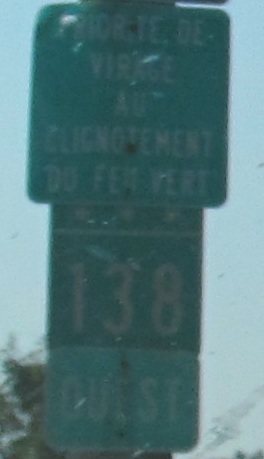 PRIORITÉ DE
VIRAGE
AU
CLIGNOTEMENT
DU FEU VERT
138
OUEST